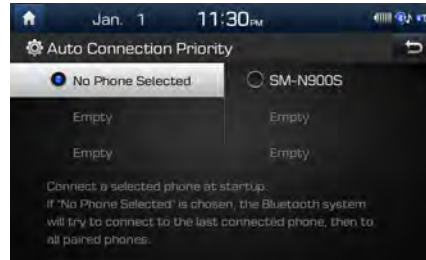 Jan. 1 11:30 PM
Auto Connection Priority
No Phone Selected SM-N900S
Empty Empty
Empty Empty
Connect a selected phone at startup.
If "No Phone Selected" is chosen, the Bluetooth system
will try to connect to the last connected phone, then to
all paired phones.